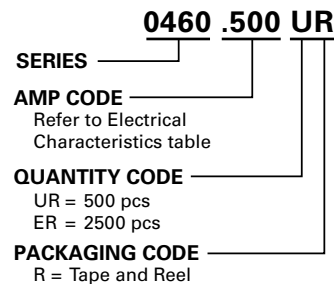 0460 .500 UR
SERIES
AMP CODE
Refer to Electrical
Characteristics table
QUANTITY CODE
UR = 500 pcs
ER = 2500 pcs
PACKAGING CODE
R = Tape and Reel